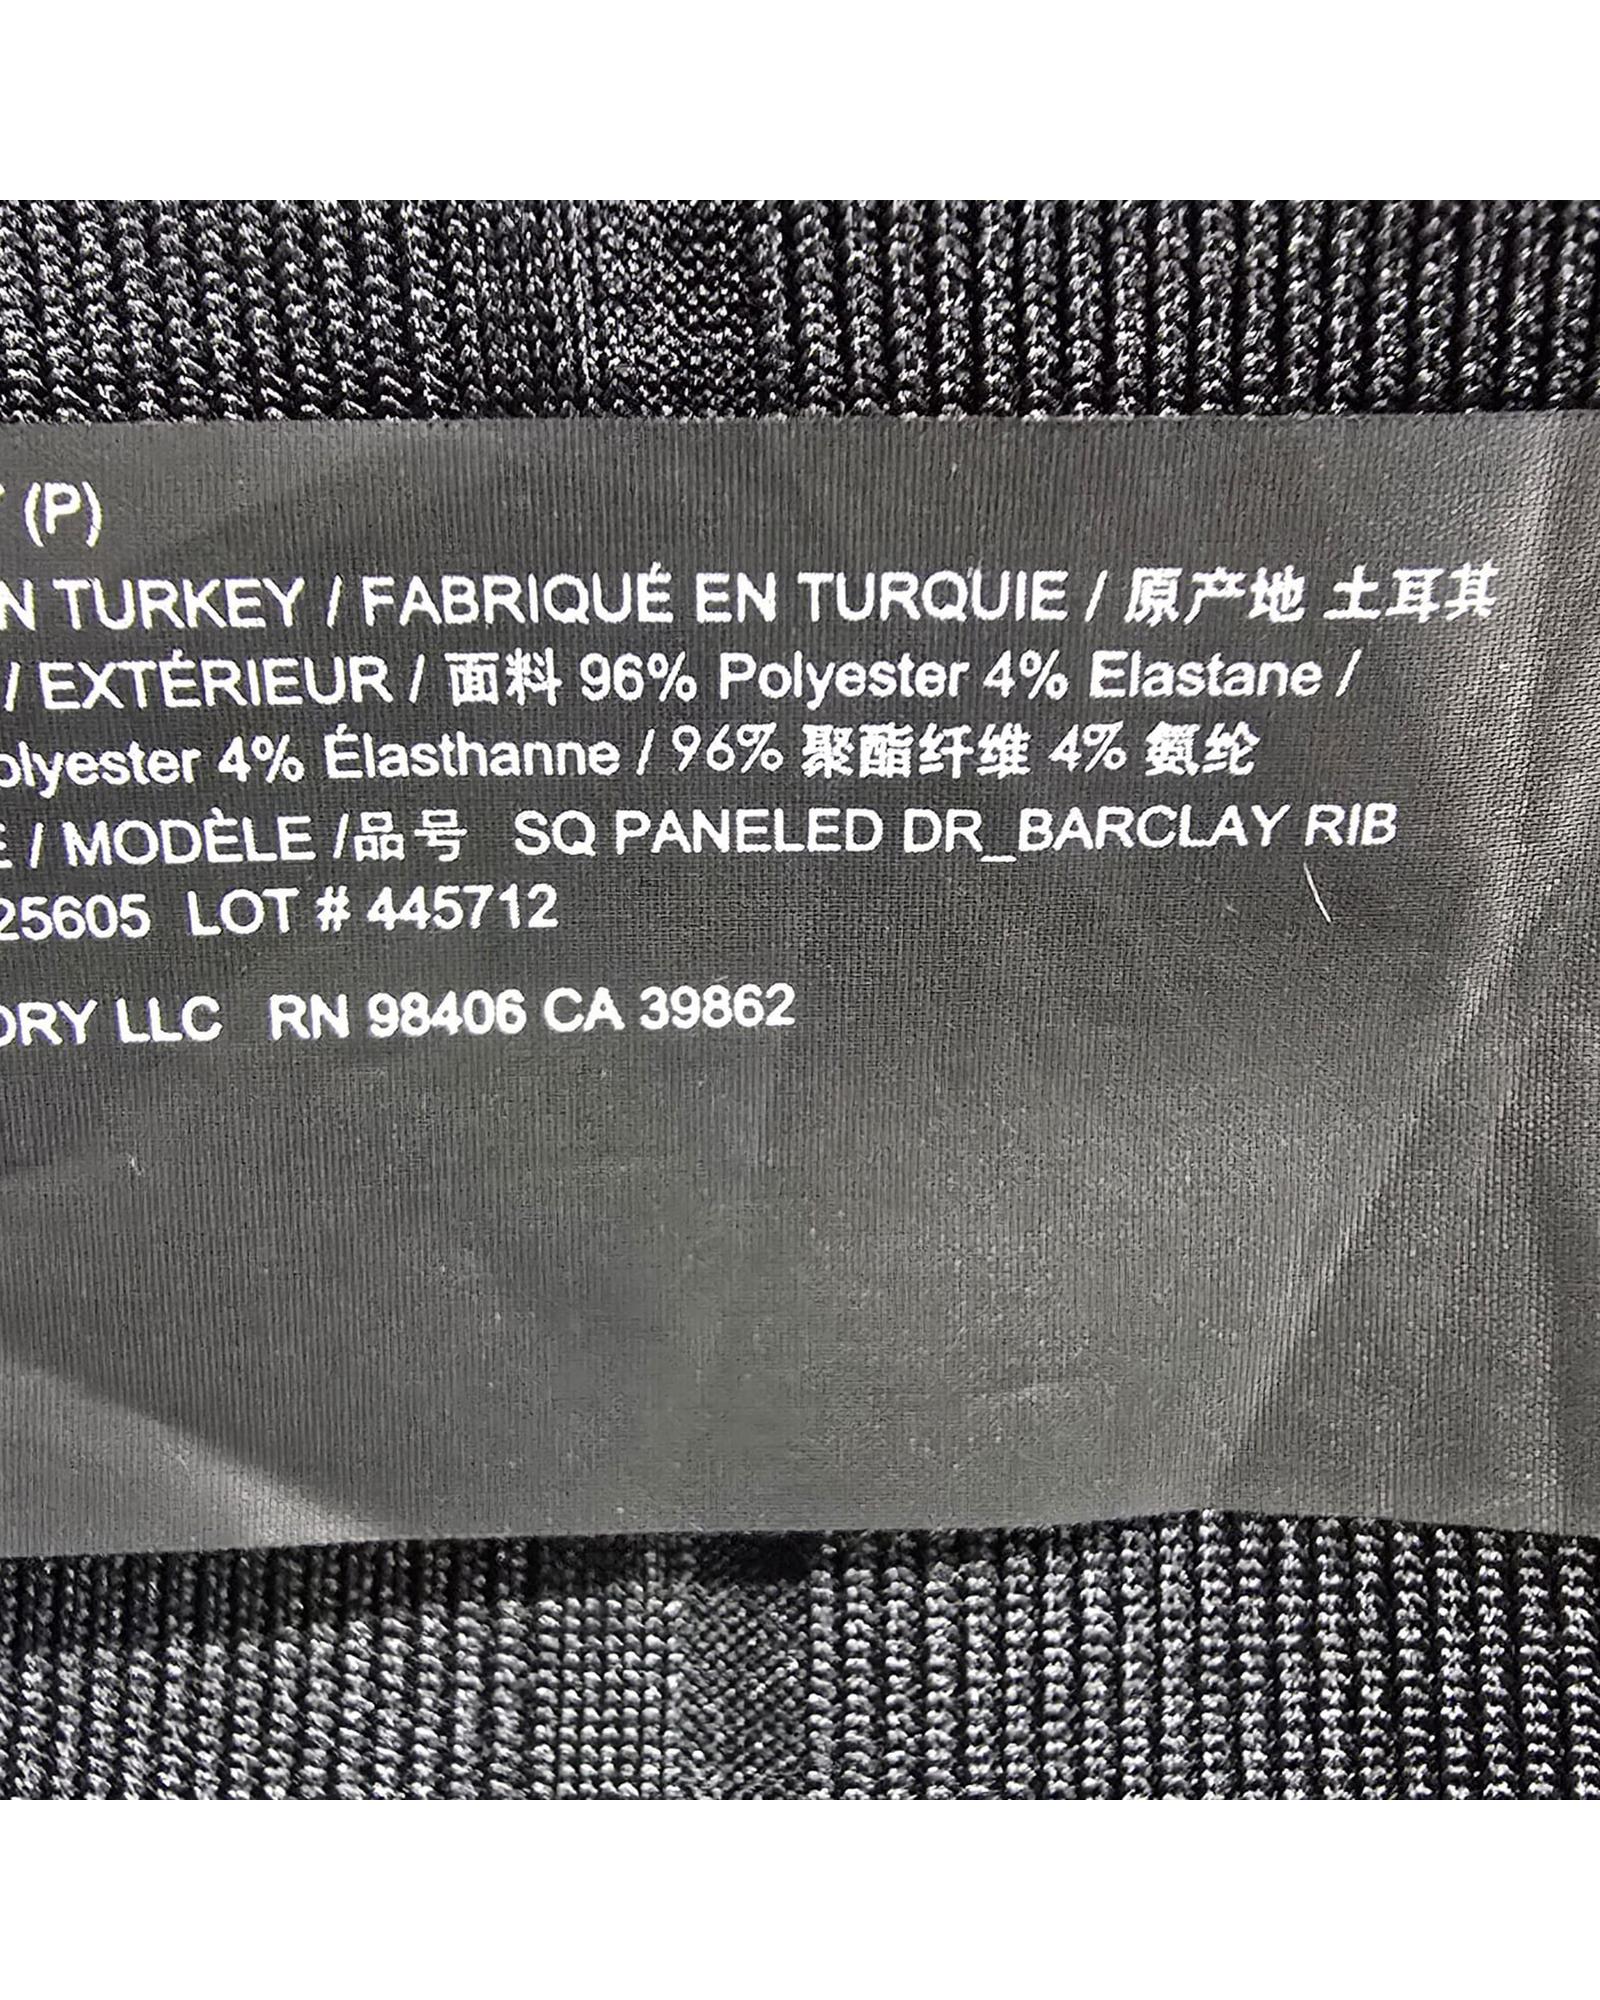 (P)
N TURKEY / FABRIQUÉ EN TURQUIE / 原产地 土耳其
/ EXTÉRIEUR / 面料 96% Polyester 4% Elastane /
olyester 4% Élasthanne / 96% 聚酯纤维 4% 氨纶
E / MODÈLE /品号 SQ PANELED DR_BARCLAY RIB
25605 LOT # 445712
ORY LLC RN 98406 CA 39862